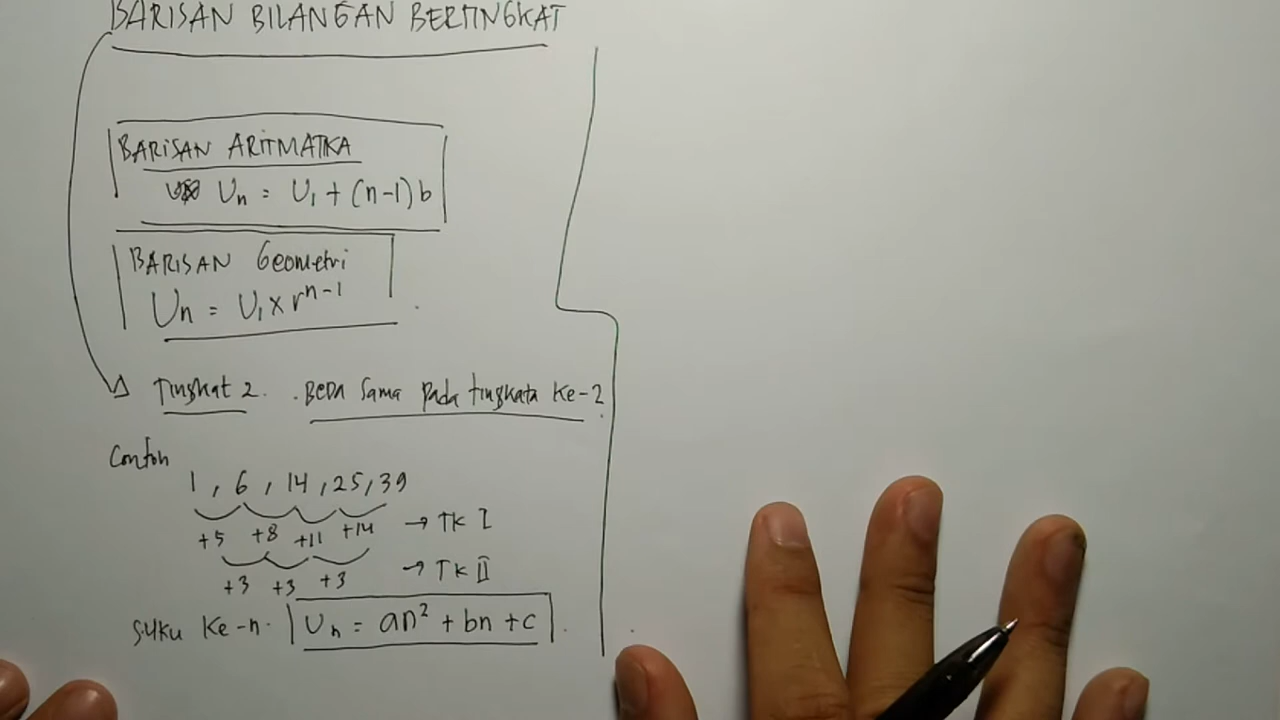 BARISAN BILANGAN BERTINGKAT
BARISAN ARITMATKA
Un = U1 + (n-1) b
BARISAN Geometri
Un = U1 x r^n-1
Tingkat 2. . BEDA Sama Pada tingkata Ke-2
Contoh
1, 6, 14, 25, 39
+5 +8 +11 +14 → TK I
+3 +3 +3 → TK II
Suku Ke-n. Un = an² + bn + c